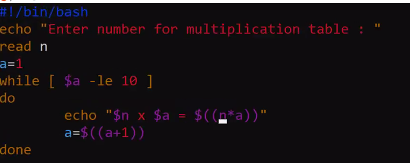 #!/bin/bash
echo "Enter number for multiplication table : "
read n
a=1
while [ $a -le 10 ]
do
        echo "$n x $a = $((n*a))"
        a=$((a+1))
done